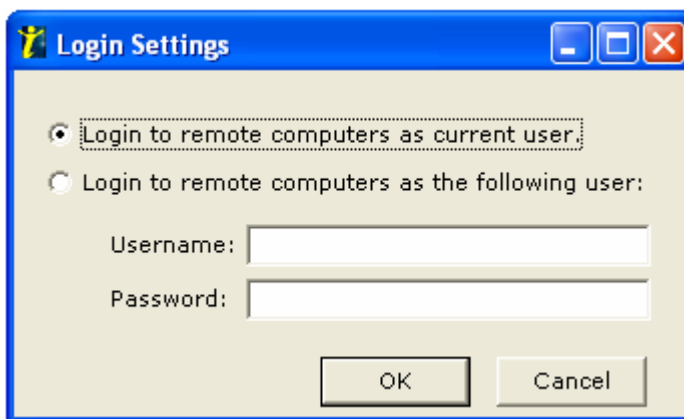 Login Settings
Login to remote computers as current user.
Login to remote computers as the following user:
Username:
Password:
OK Cancel